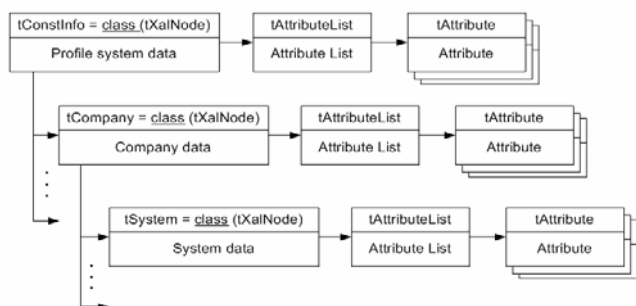 tConstInfo = class (tXalNode)
Profile system data
tAttributeList
Attribute List
tAttribute
Attribute
tCompany = class (tXalNode)
Company data
tAttributeList
Attribute List
tAttribute
Attribute
tSystem = class (tXalNode)
System data
tAttributeList
Attribute List
tAttribute
Attribute